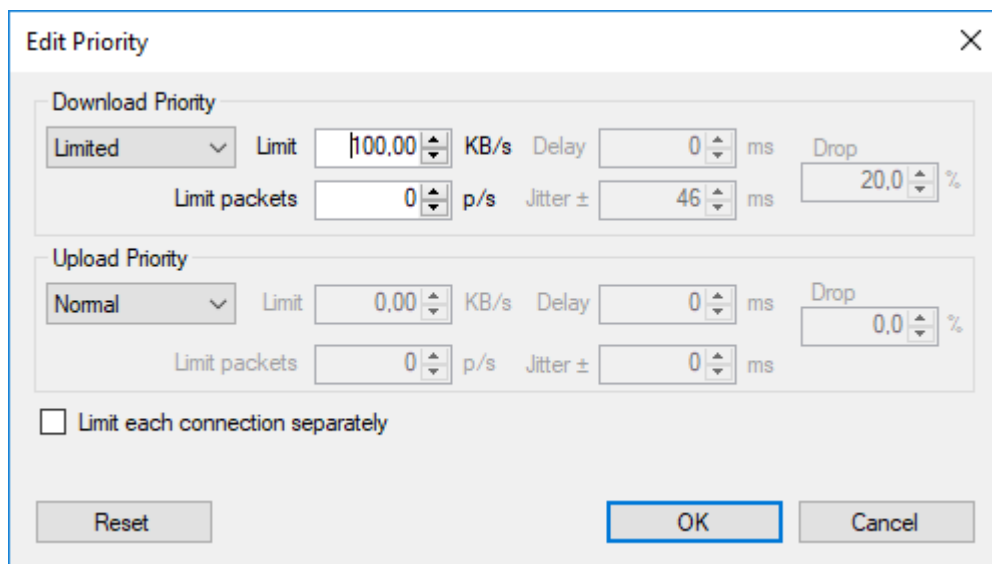 Edit Priority
Download Priority
Limited Limit 100,00 KB/s Delay 0 ms Drop
20,0 %
Limit packets 0 p/s Jitter ± 46 ms
Upload Priority
Normal Limit 0,00 KB/s Delay 0 ms Drop
0,0 %
Limit packets 0 p/s Jitter ± 0 ms
Limit each connection separately
Reset OK Cancel